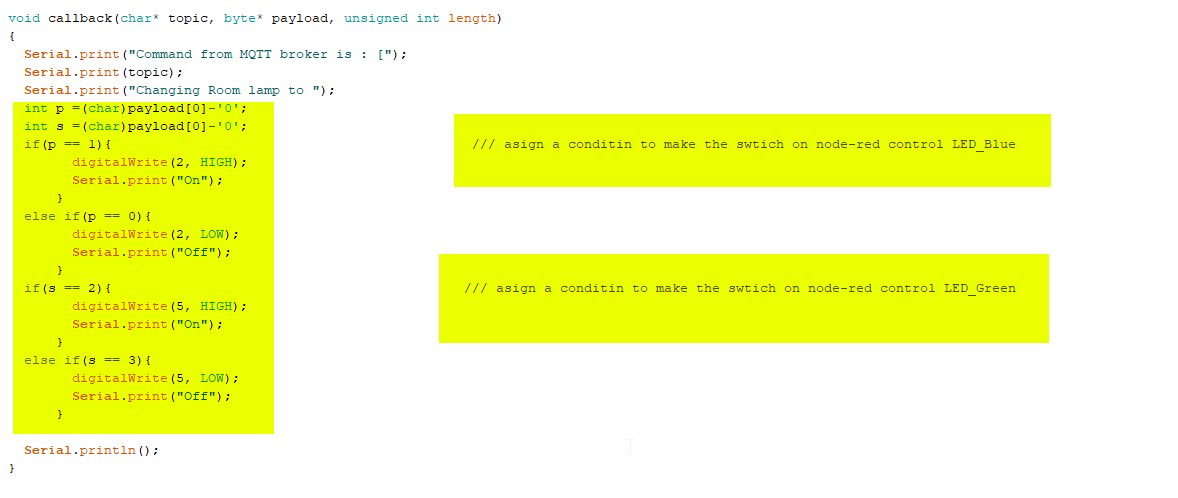 void callback(char* topic, byte* payload, unsigned int length)
{
Serial.print("Command from MQTT broker is : [");
Serial.print(topic);
Serial.print("Changing Room lamp to ");
int p =(char)payload[0]-'0';
int s =(char)payload[0]-'0';
if(p == 1){ /// asign a conditin to make the swtich on node-red control LED_Blue
digitalWrite(2, HIGH);
Serial.print("On");
}
else if(p == 0){
digitalWrite(2, LOW);
Serial.print("Off");
}
if(s == 2){ /// asign a conditin to make the swtich on node-red control LED_Green
digitalWrite(5, HIGH);
Serial.print("On");
}
else if(s == 3){
digitalWrite(5, LOW);
Serial.print("Off");
}
Serial.println();
}